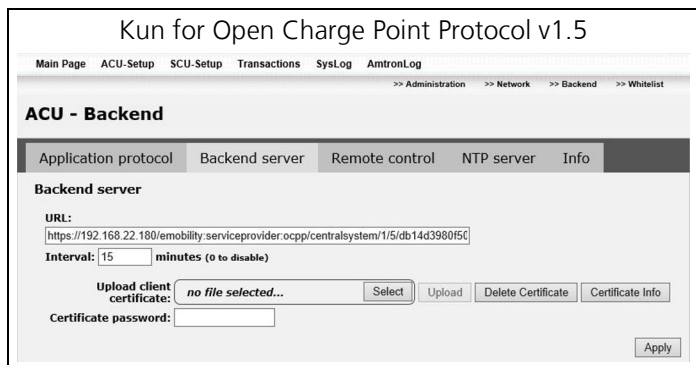 Kun for Open Charge Point Protocol v1.5
Main Page ACU-Setup SCU-Setup Transactions SysLog AmtronLog
>> Administration >> Network >> Backend >> Whitelist
ACU - Backend
Application protocol Backend server Remote control NTP server Info
Backend server
URL:
https://192.168.22.180/emobility:serviceprovider:ocpp/centralsystem/1/5/db14d3980f50
Interval: 15 minutes (0 to disable)
Upload client
certificate: no file selected... Select Upload Delete Certificate Certificate Info
Certificate password:
Apply